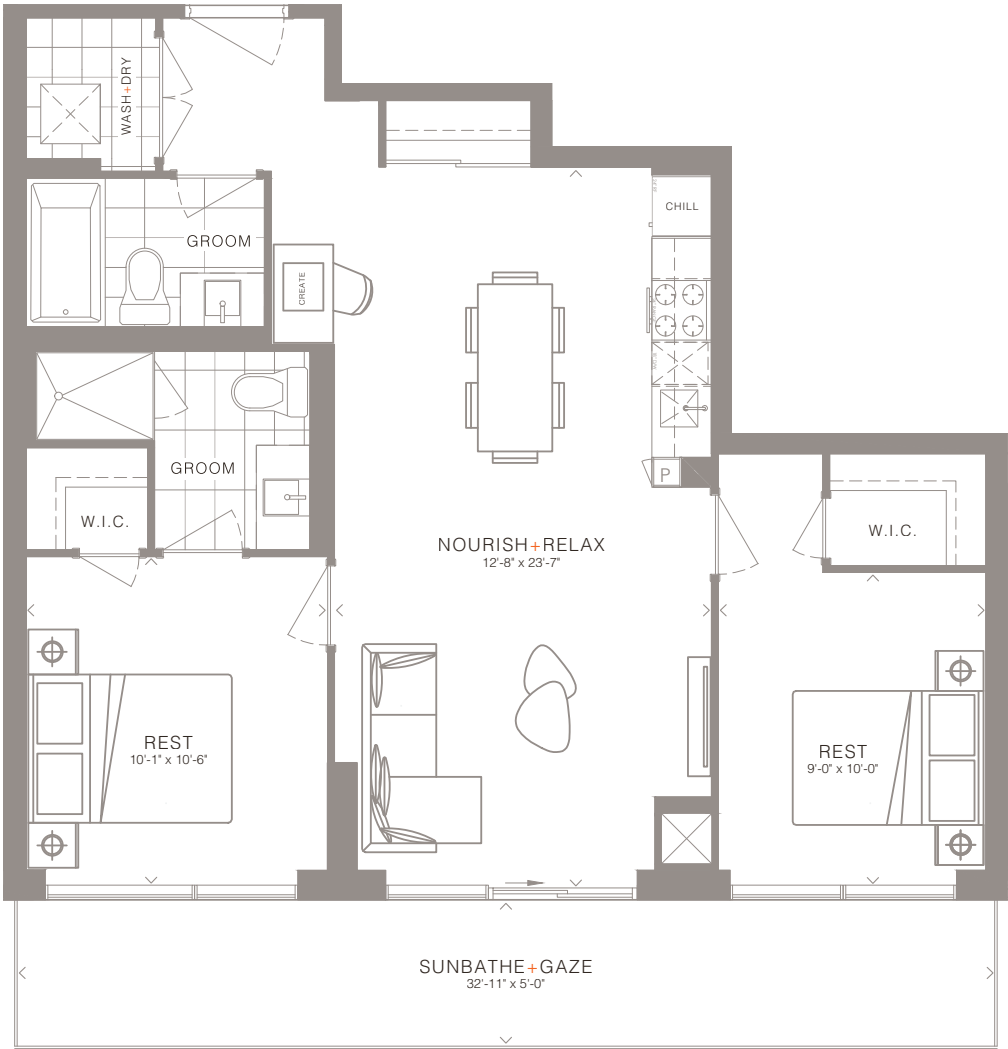 WASH+DRY
CHILL
GROOM
CREATE
GROOM
P
W.I.C.
W.I.C.
NOURISH+RELAX
12'-8" x 23'-7"
REST
10'-1" x 10'-6"
REST
9'-0" x 10'-0"
SUNBATHE+GAZE
32'-11" x 5'-0"